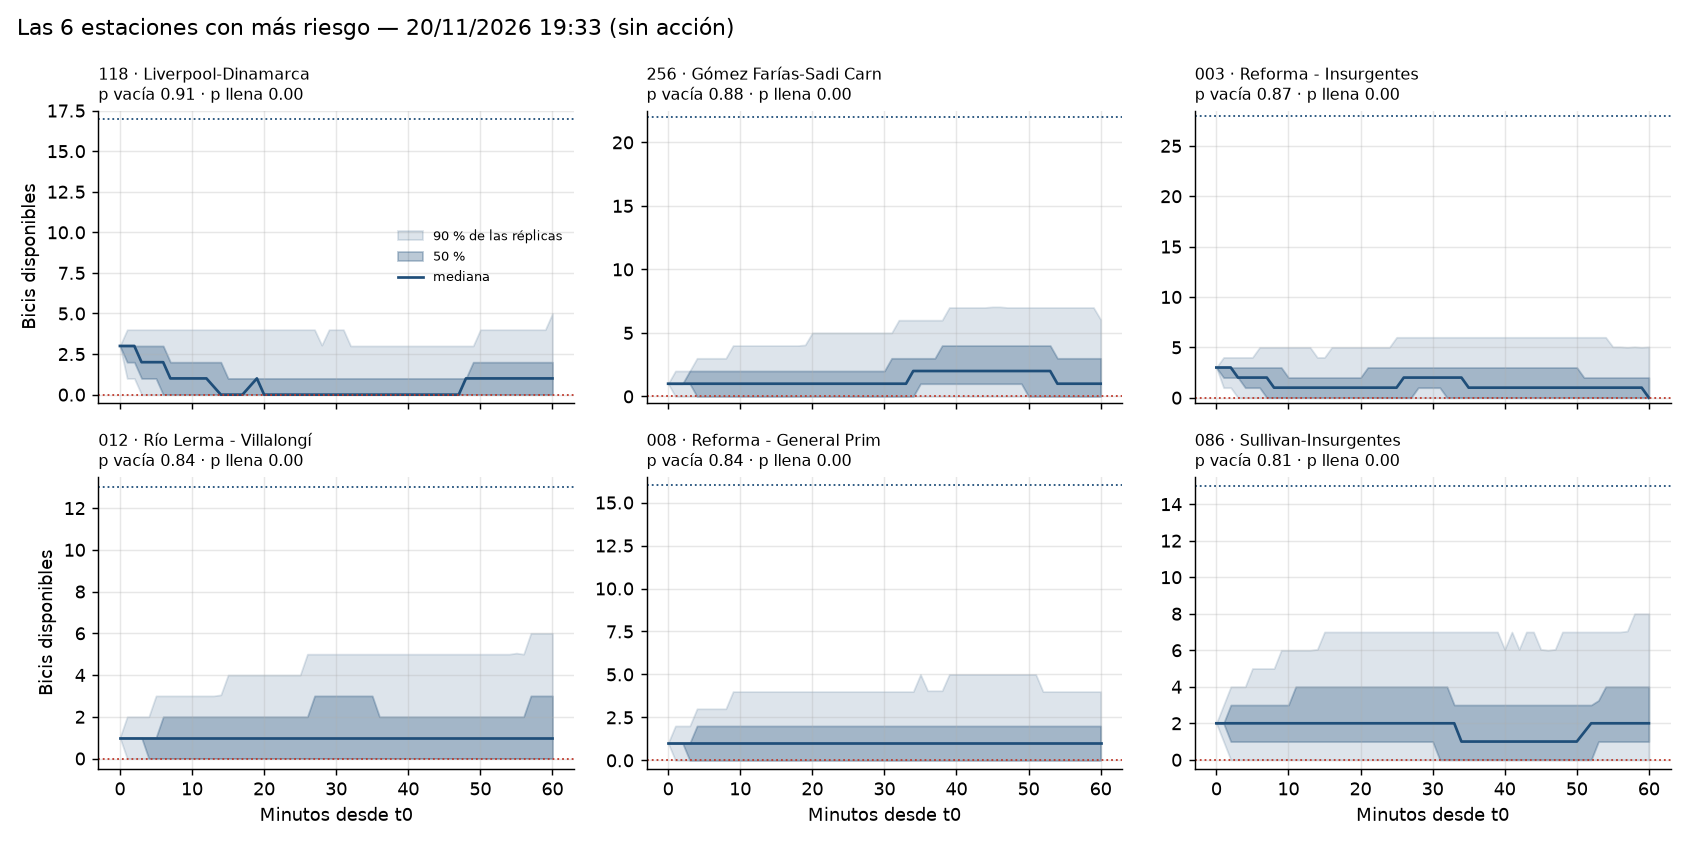 Las 6 estaciones con más riesgo — 20/11/2026 19:33 (sin acción)
118 · Liverpool-Dinamarca
p vacía 0.91 · p llena 0.00
17.5
15.0
12.5
10.0
7.5
5.0
2.5
0.0
Bicis disponibles
90 % de las réplicas
50 %
mediana
256 · Gómez Farías-Sadi Carn
p vacía 0.88 · p llena 0.00
20
15
10
5
0
003 · Reforma - Insurgentes
p vacía 0.87 · p llena 0.00
25
20
15
10
5
0
012 · Río Lerma - Villalongí
p vacía 0.84 · p llena 0.00
12
10
8
6
4
2
0
Bicis disponibles
0 10 20 30 40 50 60
Minutos desde t0
008 · Reforma - General Prim
p vacía 0.84 · p llena 0.00
15.0
12.5
10.0
7.5
5.0
2.5
0.0
0 10 20 30 40 50 60
Minutos desde t0
086 · Sullivan-Insurgentes
p vacía 0.81 · p llena 0.00
14
12
10
8
6
4
2
0
0 10 20 30 40 50 60
Minutos desde t0